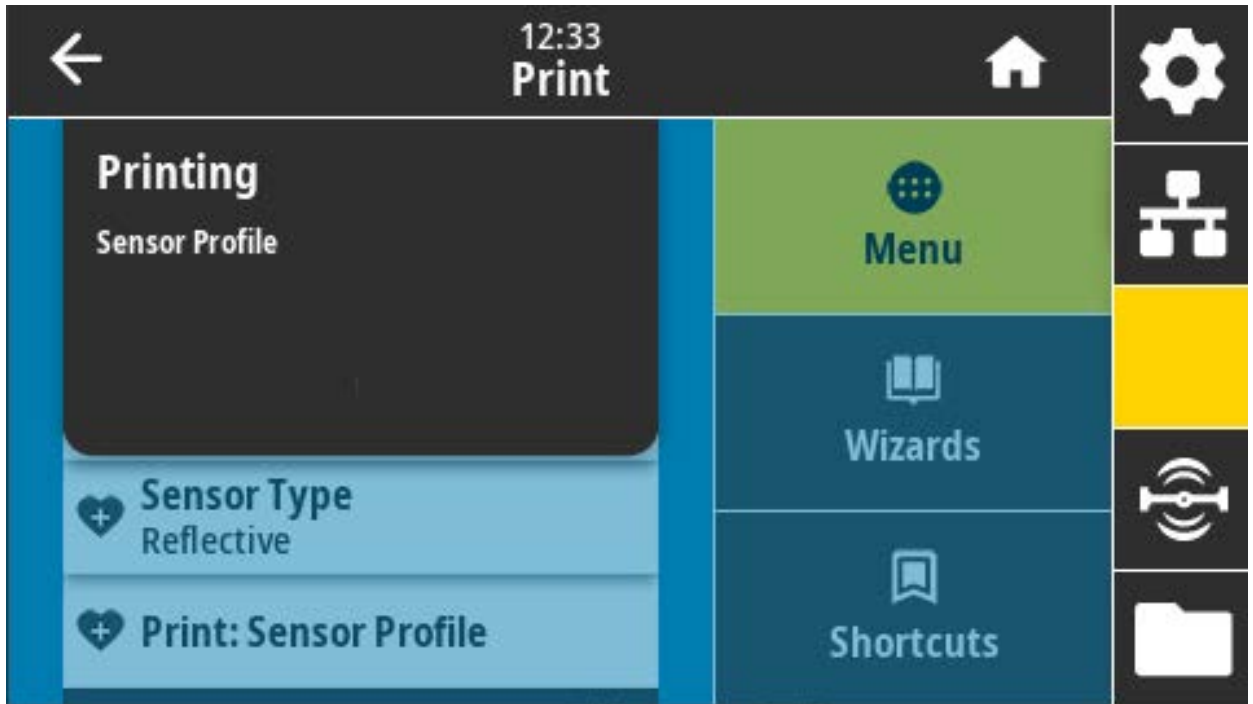 12:33
Print
Printing
Sensor Profile
Sensor Type
Reflective
Print: Sensor Profile
Menu
Wizards
Shortcuts